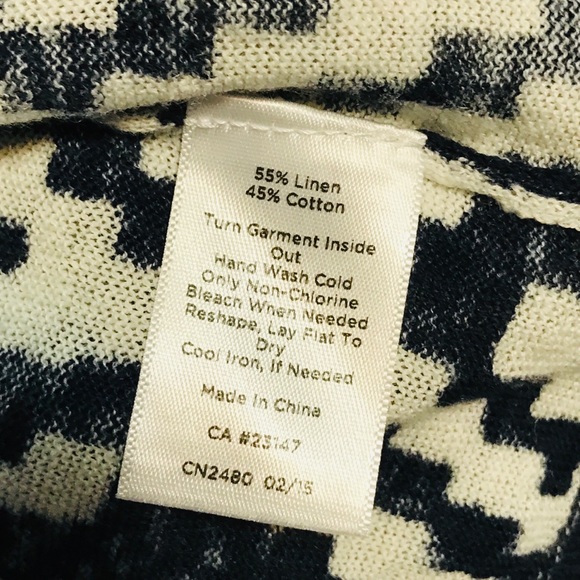 55% Linen
45% Cotton
Turn Garment Inside
Out
Hand Wash Cold
Only Non-Chlorine
Bleach When Needed
Reshape, Lay Flat To
Dry
Cool Iron, If Needed
Made In China
CA #23147
CN2480 02/15